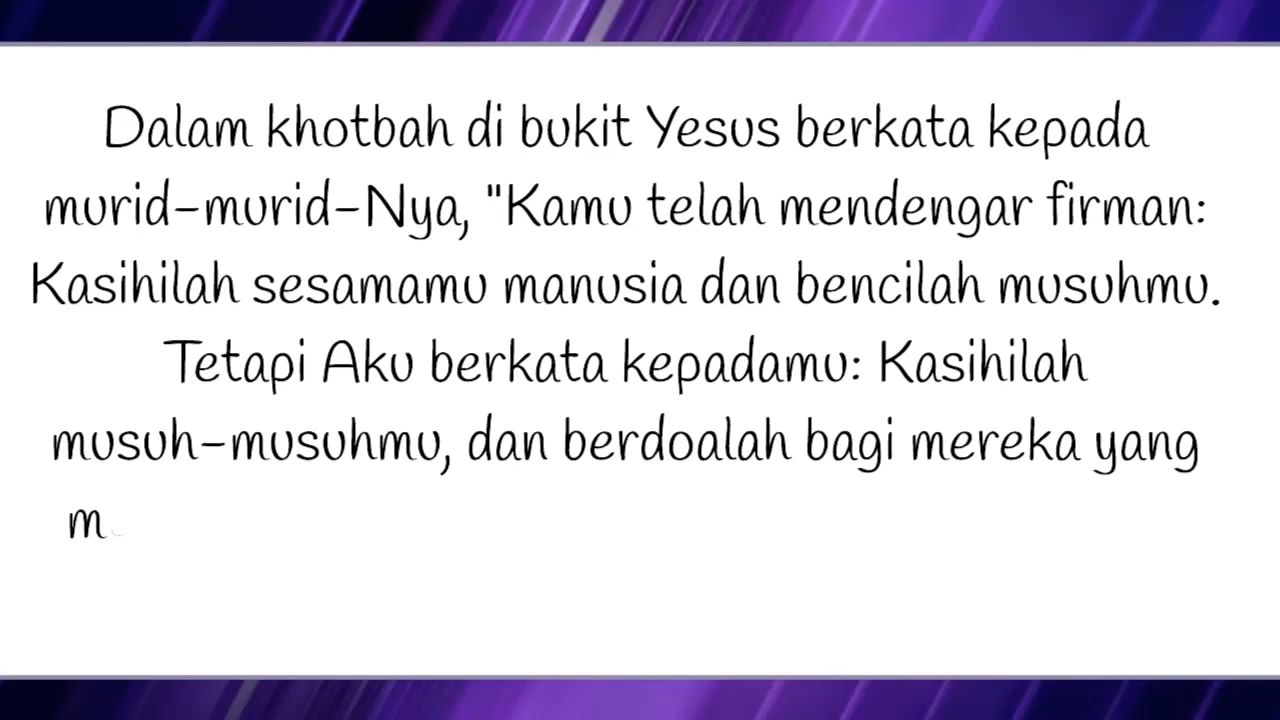 Dalam khotbah di bukit Yesus berkata kepada
murid-murid-Nya, "Kamu telah mendengar firman:
Kasihilah sesamamu manusia dan bencilah musuhmu.
Tetapi Aku berkata kepadamu: Kasihilah
musuh-musuhmu, dan berdoalah bagi mereka yang
m